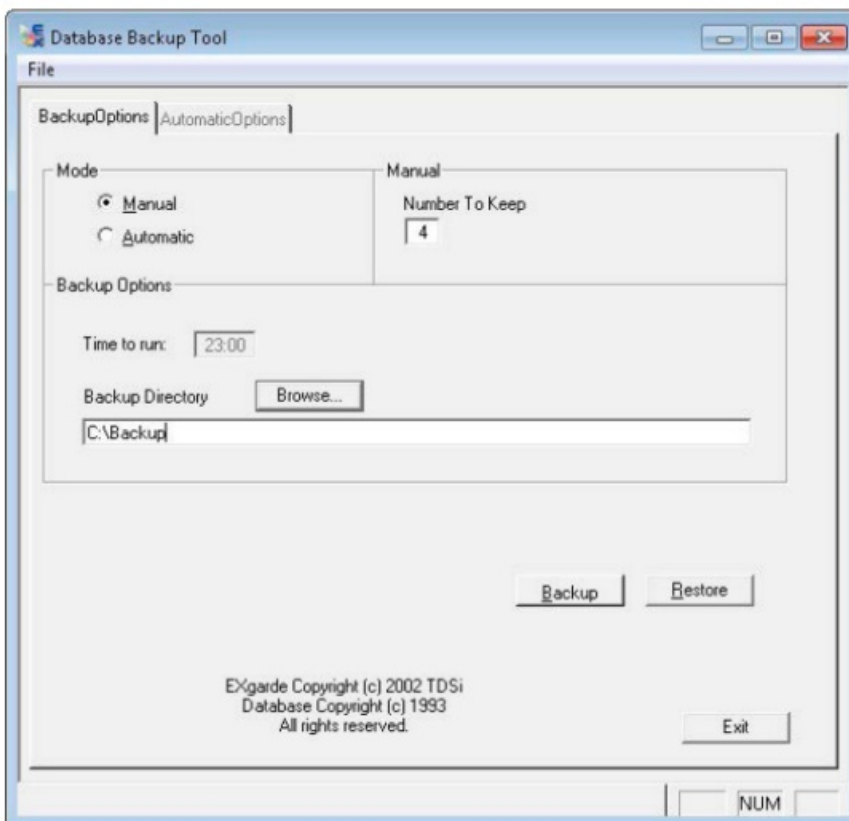 Database Backup Tool
File
BackupOptions AutomaticOptions
Mode
Manual
Automatic
Manual
Number To Keep
4
Backup Options
Time to run: 23:00
Backup Directory Browse...
C:\Backup
Backup Restore
EXgarde Copyright (c) 2002 TDSi
Database Copyright (c) 1993
All rights reserved.
Exit
NUM